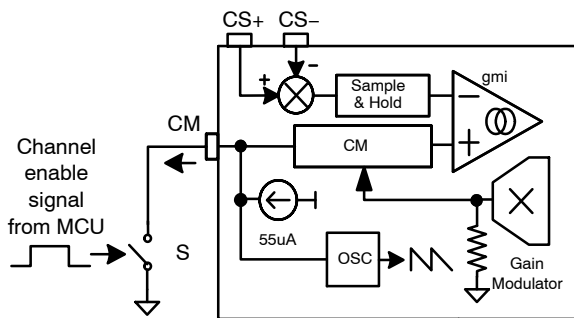 CS+ CS−
+
−
Sample
& Hold
gmi
−
+
CM
CM
Channel
enable
signal
from MCU
S
55uA
OSC
Gain
Modulator